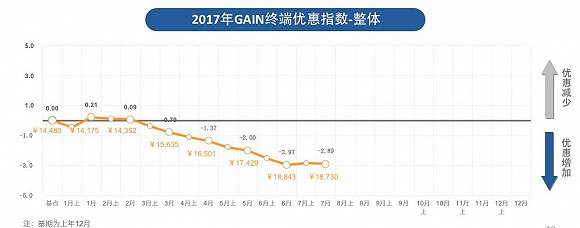 2017年GAIN终端优惠指数-整体
5.0
3.0
1.0
-1.0
-3.0
-5.0
0.00 0.21 0.09 -0.79 -1.37 -2.00 -2.97 -2.89
￥14,480 ￥14,175 ￥14,352 ￥15,635 ￥16,501 ￥17,429 ￥18,843 ￥18,730
优惠减少
优惠增加
基点 1月上 1月 2月上 2月 3月上 3月 4月上 4月 5月上 5月 6月上 6月 7月上 7月 8月上 8月 9月上 9月 10月上 10月 11月上 11月 12月上 12月
注：基期为上年12月